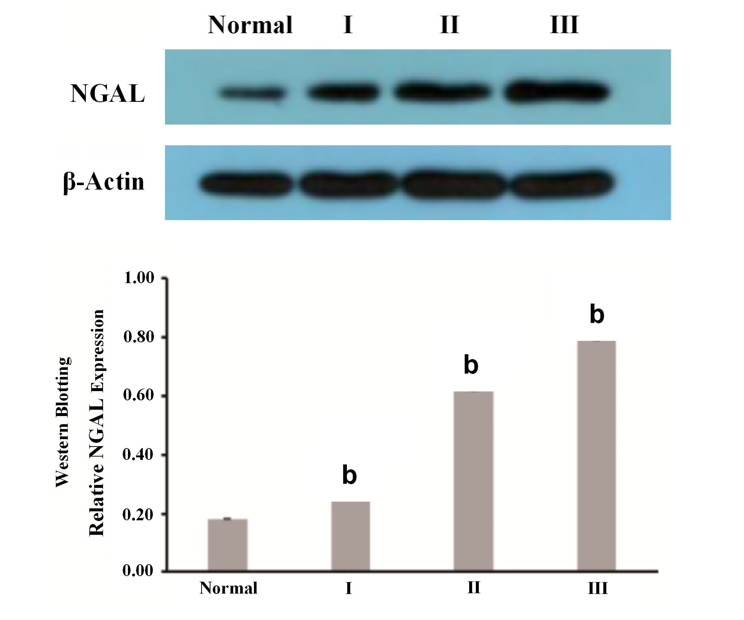 Normal I II III
NGAL
β-Actin
1.00
0.80
0.60
0.40
0.20
0.00
Western Blotting
Relative NGAL Expression
b
b
b
Normal I II III